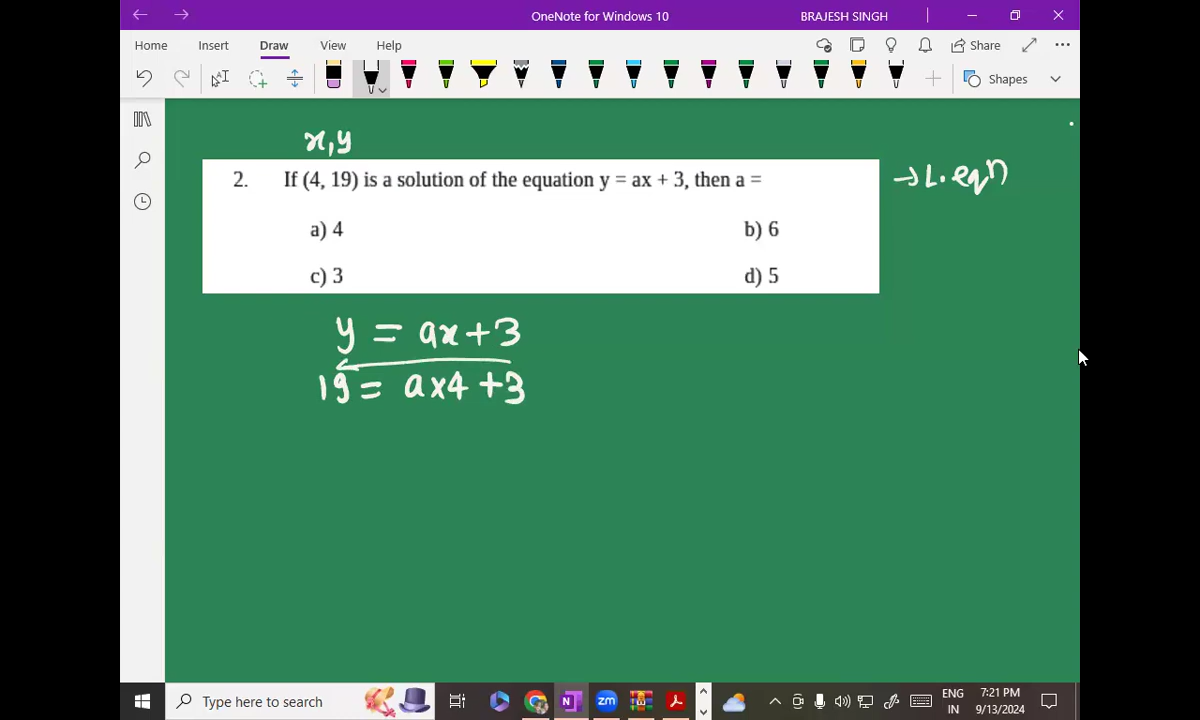 OneNote for Windows 10
BRAJESH SINGH
Home Insert Draw View Help
Share
Shapes
x,y
2. If (4, 19) is a solution of the equation y = ax + 3, then a =
→ L. eqn
a) 4
b) 6
c) 3
d) 5
y = ax+3
19 = ax4 +3
Type here to search
zm
ENG
IN
7:21 PM
9/13/2024